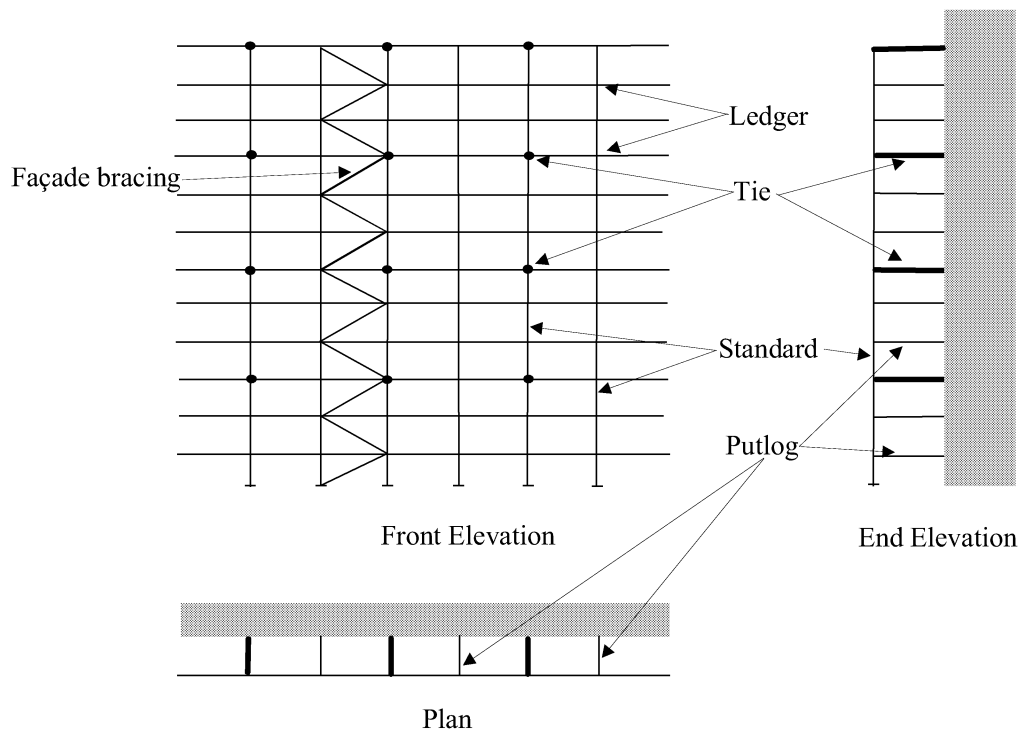 Ledger
Façade bracing
Tie
Standard
Putlog
Front Elevation
End Elevation
Plan